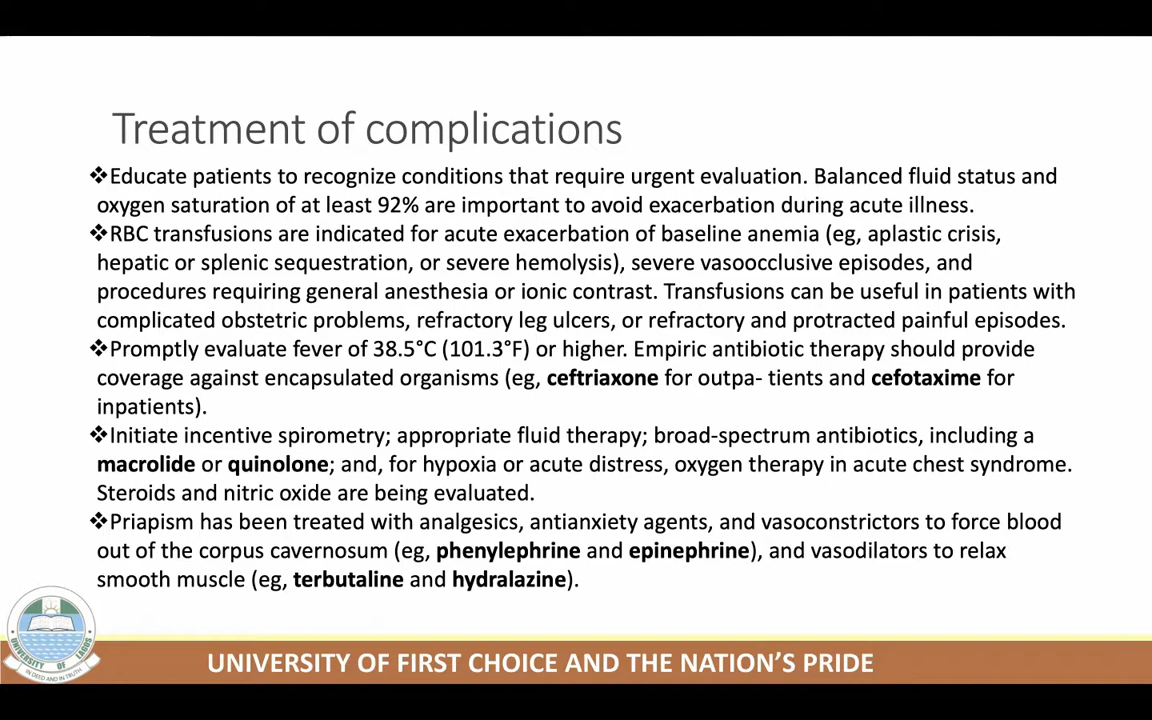 Treatment of complications
❖Educate patients to recognize conditions that require urgent evaluation. Balanced fluid status and
oxygen saturation of at least 92% are important to avoid exacerbation during acute illness.
❖RBC transfusions are indicated for acute exacerbation of baseline anemia (eg, aplastic crisis,
hepatic or splenic sequestration, or severe hemolysis), severe vasoocclusive episodes, and
procedures requiring general anesthesia or ionic contrast. Transfusions can be useful in patients with
complicated obstetric problems, refractory leg ulcers, or refractory and protracted painful episodes.
❖Promptly evaluate fever of 38.5°C (101.3°F) or higher. Empiric antibiotic therapy should provide
coverage against encapsulated organisms (eg, ceftriaxone for outpa- tients and cefotaxime for
inpatients).
❖Initiate incentive spirometry; appropriate fluid therapy; broad-spectrum antibiotics, including a
macrolide or quinolone; and, for hypoxia or acute distress, oxygen therapy in acute chest syndrome.
Steroids and nitric oxide are being evaluated.
❖Priapism has been treated with analgesics, antianxiety agents, and vasoconstrictors to force blood
out of the corpus cavernosum (eg, phenylephrine and epinephrine), and vasodilators to relax
smooth muscle (eg, terbutaline and hydralazine).
UNIVERSITY OF LAGOS
IN DEED AND IN TRUTH
UNIVERSITY OF FIRST CHOICE AND THE NATION'S PRIDE